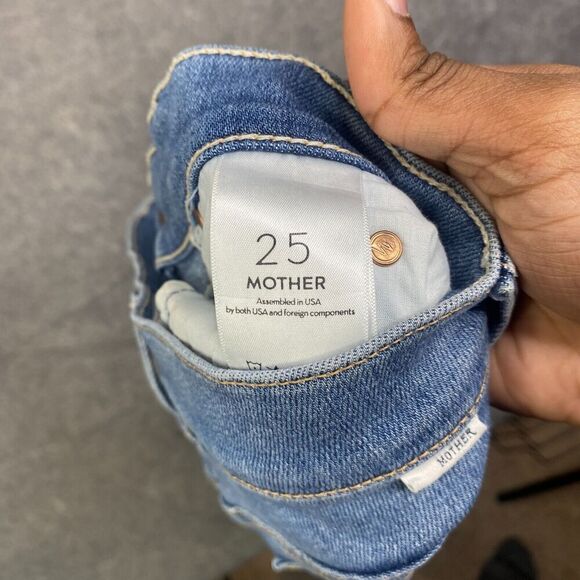 25
MOTHER
Assembled in USA
by both USA and foreign components
MOTHER